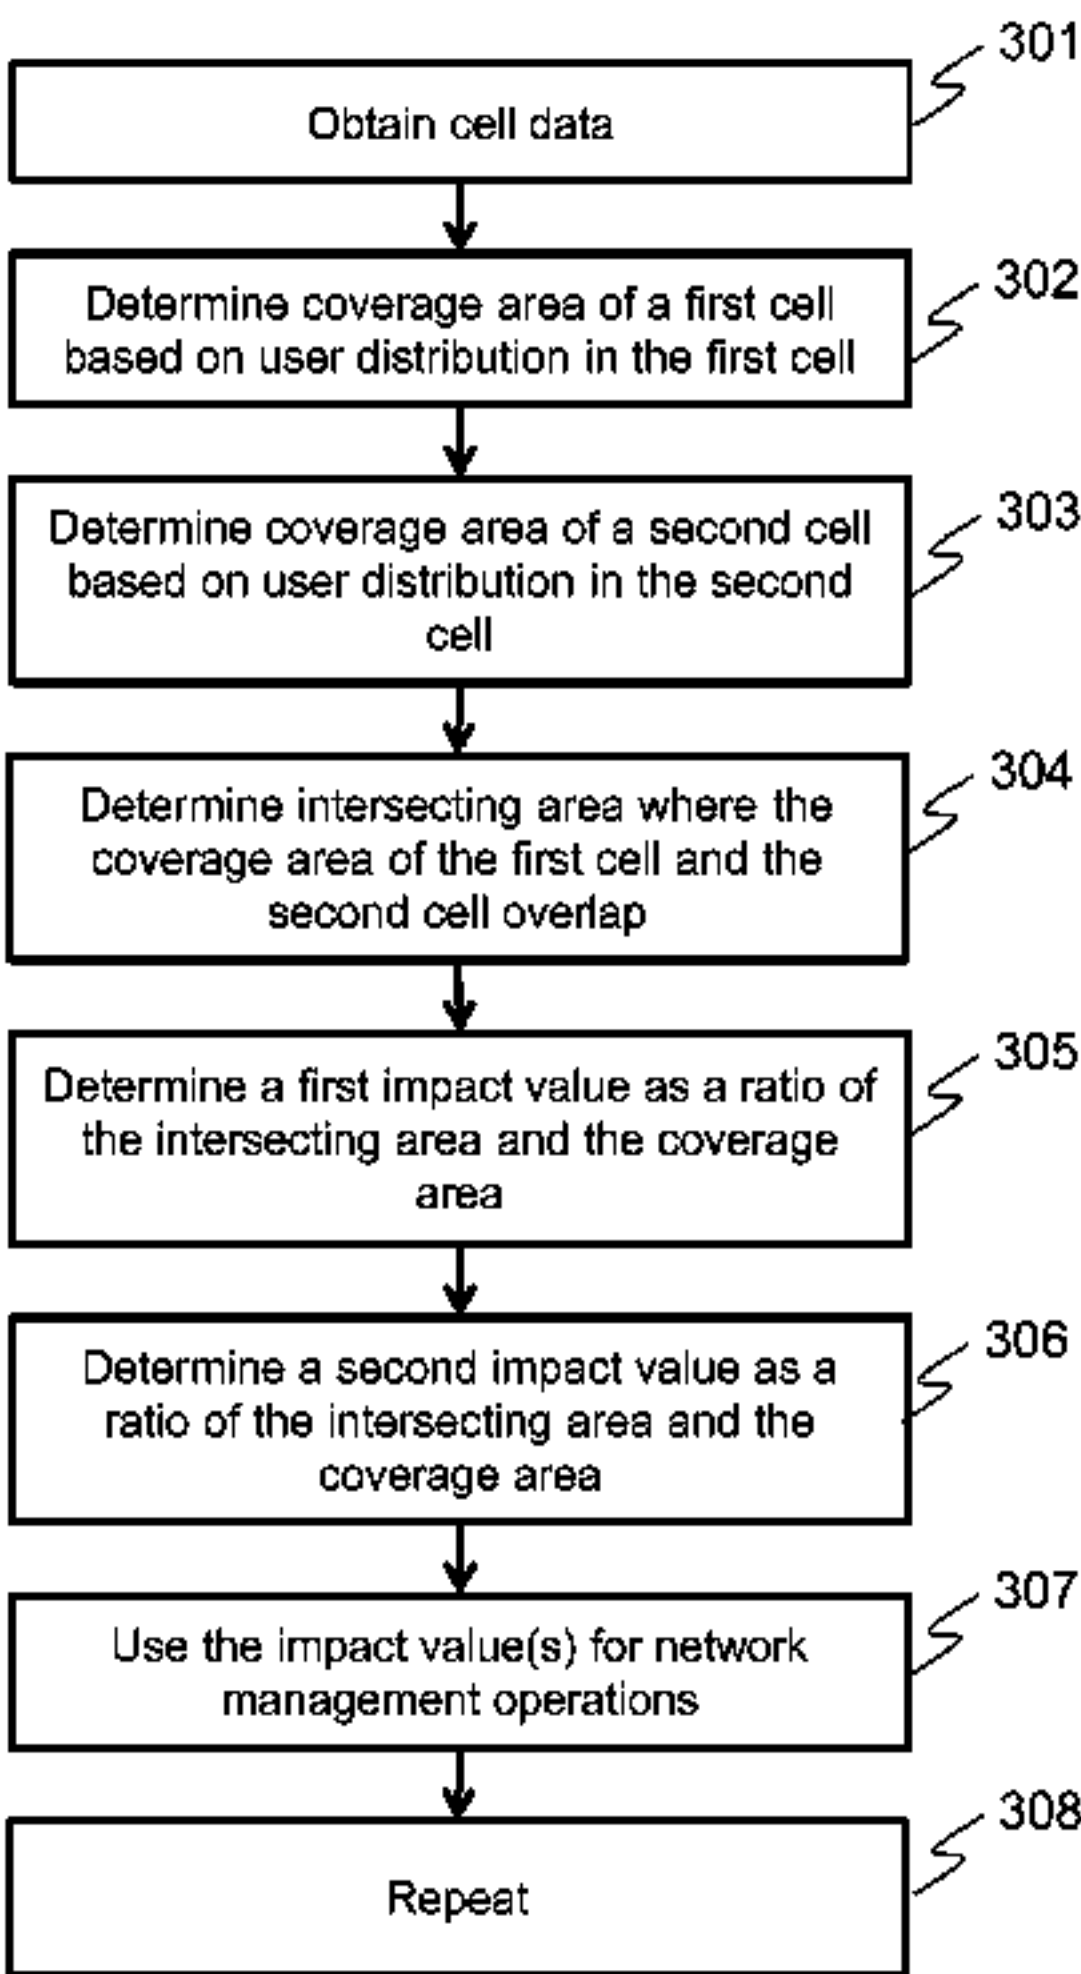 301
Obtain cell data
302
Determine coverage area of a first cell
based on user distribution in the first cell
303
Determine coverage area of a second cell
based on user distribution in the second
cell
304
Determine intersecting area where the
coverage area of the first cell and the
second cell overlap
305
Determine a first impact value as a ratio of
the intersecting area and the coverage
area
306
Determine a second impact value as a
ratio of the intersecting area and the
coverage area
307
Use the impact value(s) for network
management operations
308
Repeat